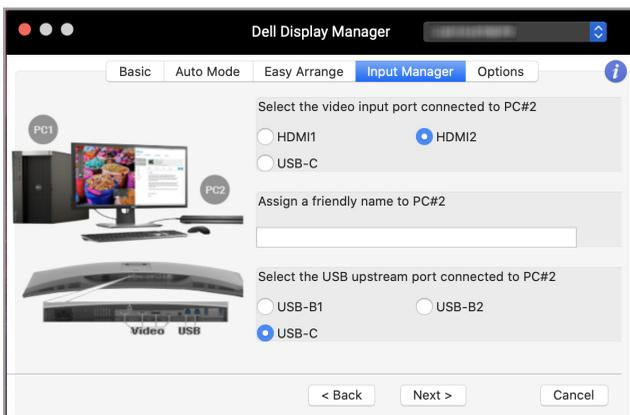 Dell Display Manager
Basic Auto Mode Easy Arrange Input Manager Options
i
Select the video input port connected to PC#2
HDMI1 HDMI2
USB-C
PC1
PC2
Assign a friendly name to PC#2
Select the USB upstream port connected to PC#2
USB-B1 USB-B2
USB-C
Video USB
< Back Next > Cancel